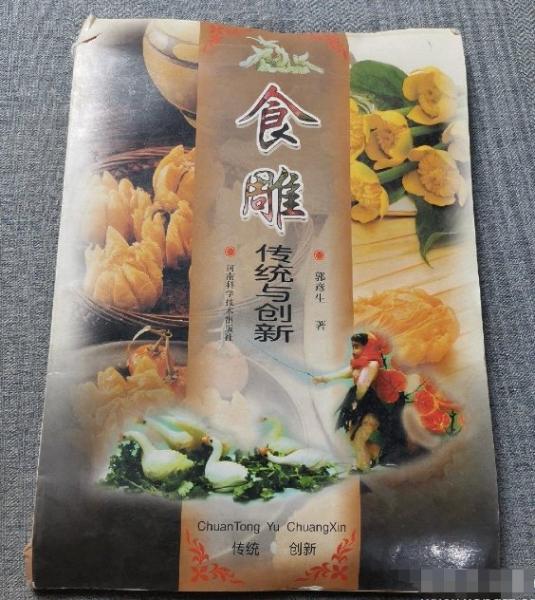 食雕
传统与创新
郭彦生 著
河南科学技术出版社
ChuanTong Yu ChuangXin
传统 创新